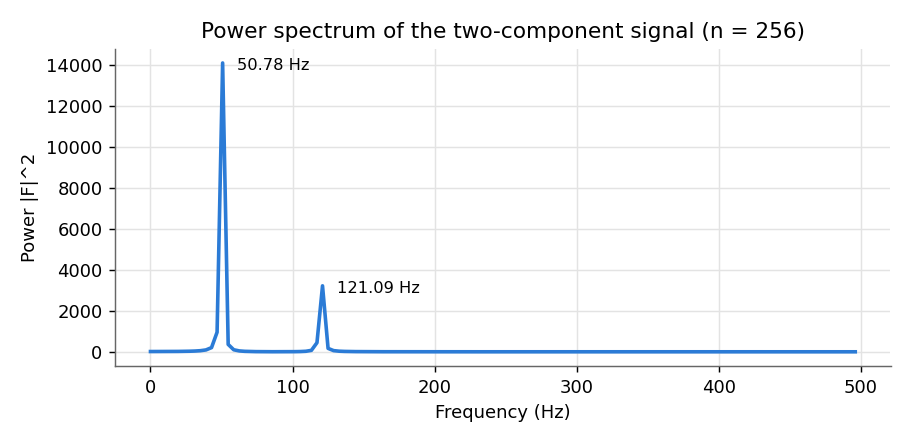 Power spectrum of the two-component signal (n = 256)
14000
12000
10000
8000
6000
4000
2000
0
Power |F|^2
50.78 Hz
121.09 Hz
0 100 200 300 400 500
Frequency (Hz)